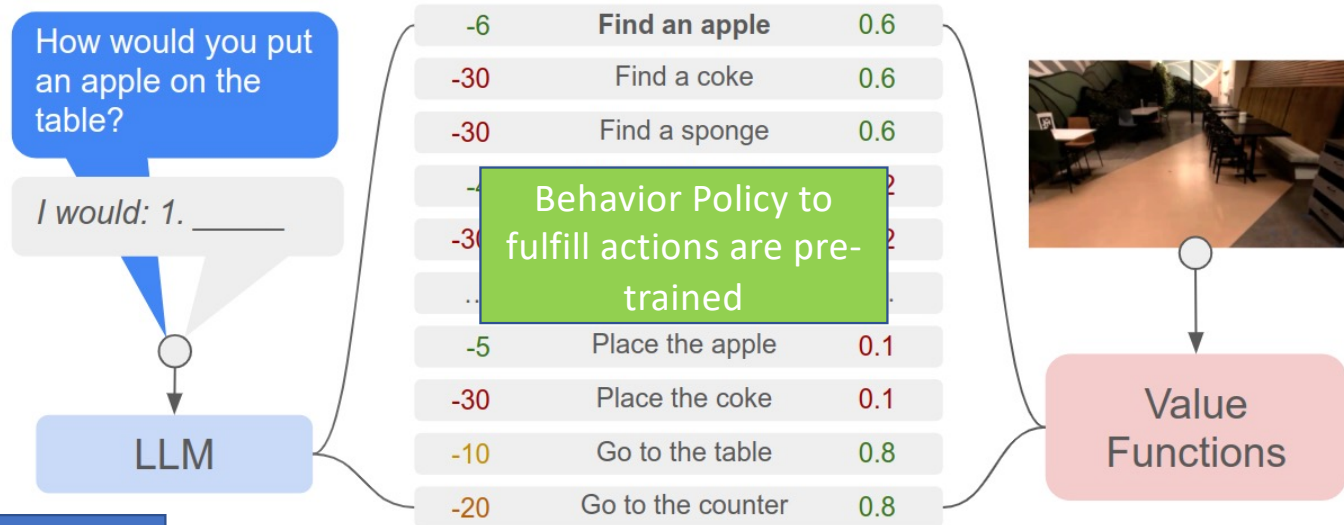 How would you put
an apple on the
table?
I would: 1. _____
LLM
-6 Find an apple 0.6
-30 Find a coke 0.6
-30 Find a sponge 0.6
Behavior Policy to
fulfill actions are pre-
trained
-5 Place the apple 0.1
-30 Place the coke 0.1
-10 Go to the table 0.8
-20 Go to the counter 0.8
Value
Functions